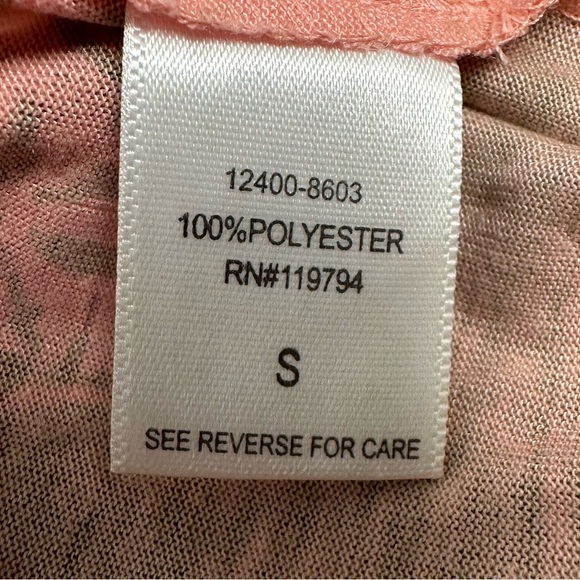 12400-8603
100%POLYESTER
RN#119794
S
SEE REVERSE FOR CARE